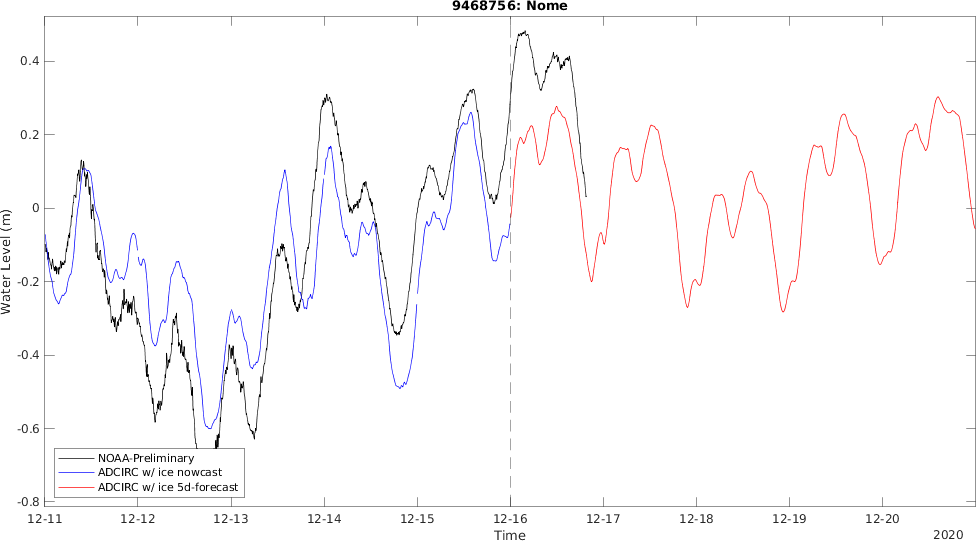 9468756: Nome
Water Level (m)
0.4
0.2
0
-0.2
-0.4
-0.6
-0.8
NOAA-Preliminary
ADCIRC w/ ice nowcast
ADCIRC w/ ice 5d-forecast
12-11 12-12 12-13 12-14 12-15 12-16 12-17 12-18 12-19 12-20
Time
2020